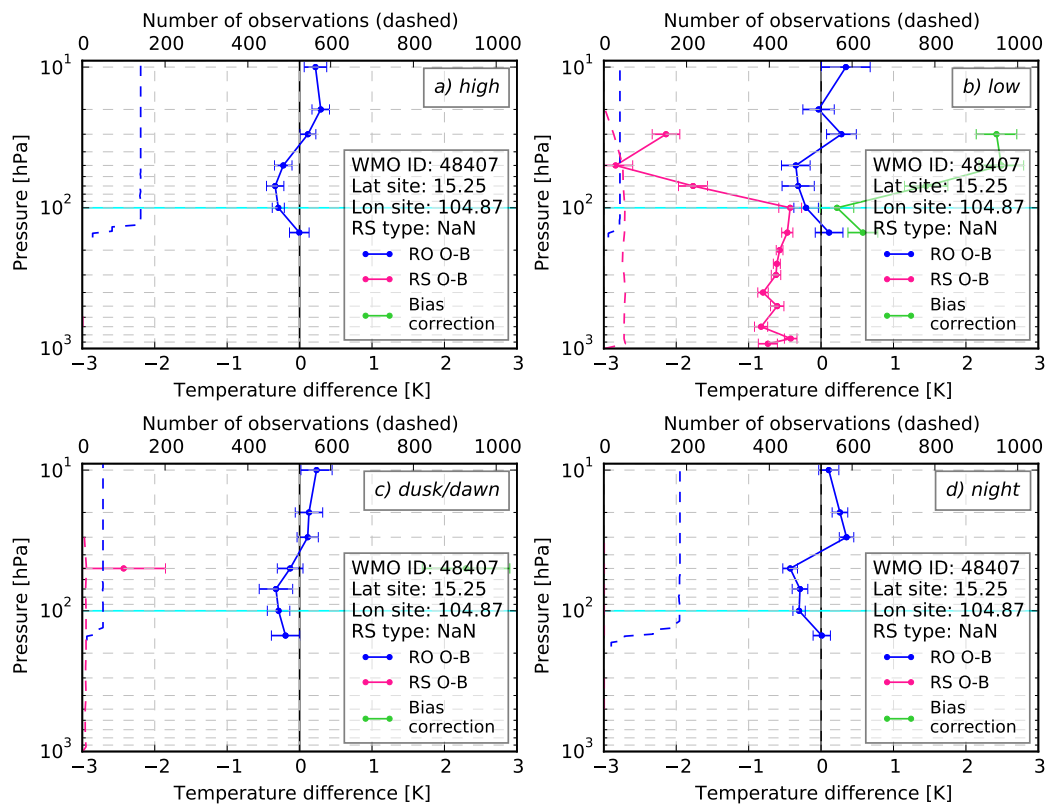 Number of observations (dashed)
0 200 400 600 800 1000
10¹
10²
10³
Pressure [hPa]
a) high
WMO ID: 48407
Lat site: 15.25
Lon site: 104.87
RS type: NaN
RO O-B
RS O-B
Bias
correction
−3 −2 −1 0 1 2 3
Temperature difference [K]
Number of observations (dashed)
0 200 400 600 800 1000
10¹
10²
10³
Pressure [hPa]
b) low
WMO ID: 48407
Lat site: 15.25
Lon site: 104.87
RS type: NaN
RO O-B
RS O-B
Bias
correction
−3 −2 −1 0 1 2 3
Temperature difference [K]
Number of observations (dashed)
0 200 400 600 800 1000
10¹
10²
10³
Pressure [hPa]
c) dusk/dawn
WMO ID: 48407
Lat site: 15.25
Lon site: 104.87
RS type: NaN
RO O-B
RS O-B
Bias
correction
−3 −2 −1 0 1 2 3
Temperature difference [K]
Number of observations (dashed)
0 200 400 600 800 1000
10¹
10²
10³
Pressure [hPa]
d) night
WMO ID: 48407
Lat site: 15.25
Lon site: 104.87
RS type: NaN
RO O-B
RS O-B
Bias
correction
−3 −2 −1 0 1 2 3
Temperature difference [K]